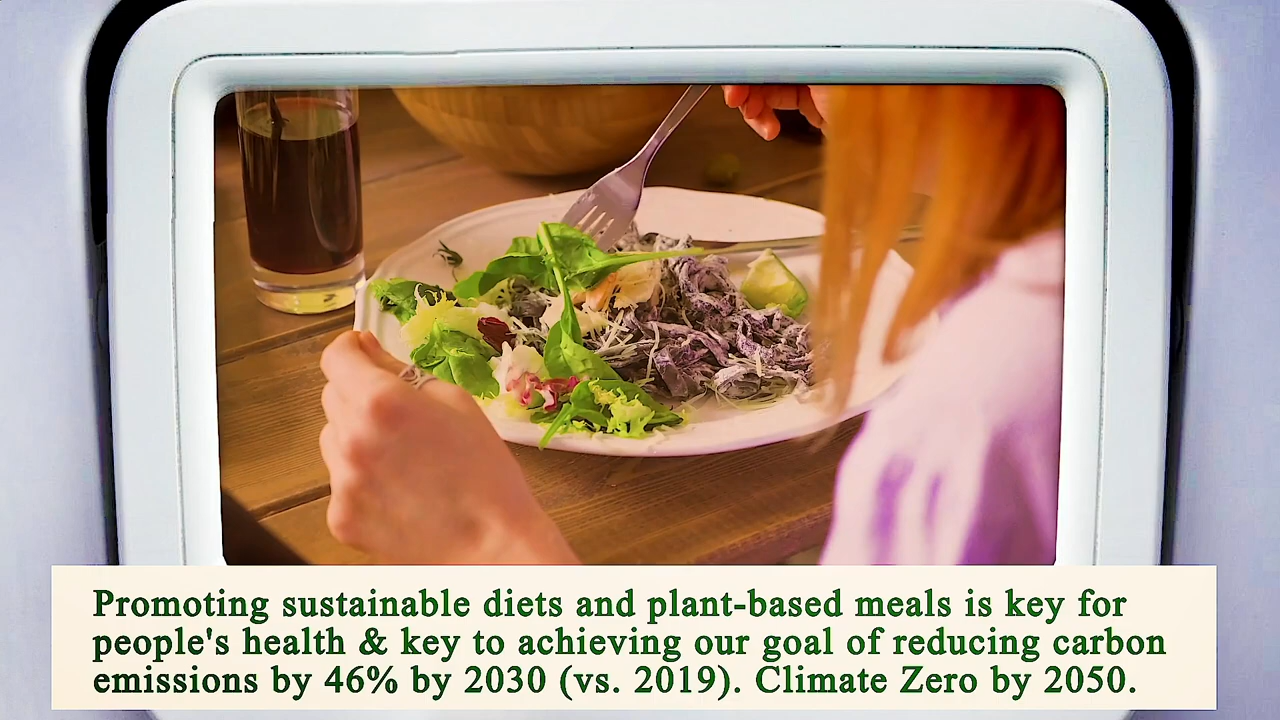 Promoting sustainable diets and plant-based meals is key for
people's health & key to achieving our goal of reducing carbon
emissions by 46% by 2030 (vs. 2019). Climate Zero by 2050.